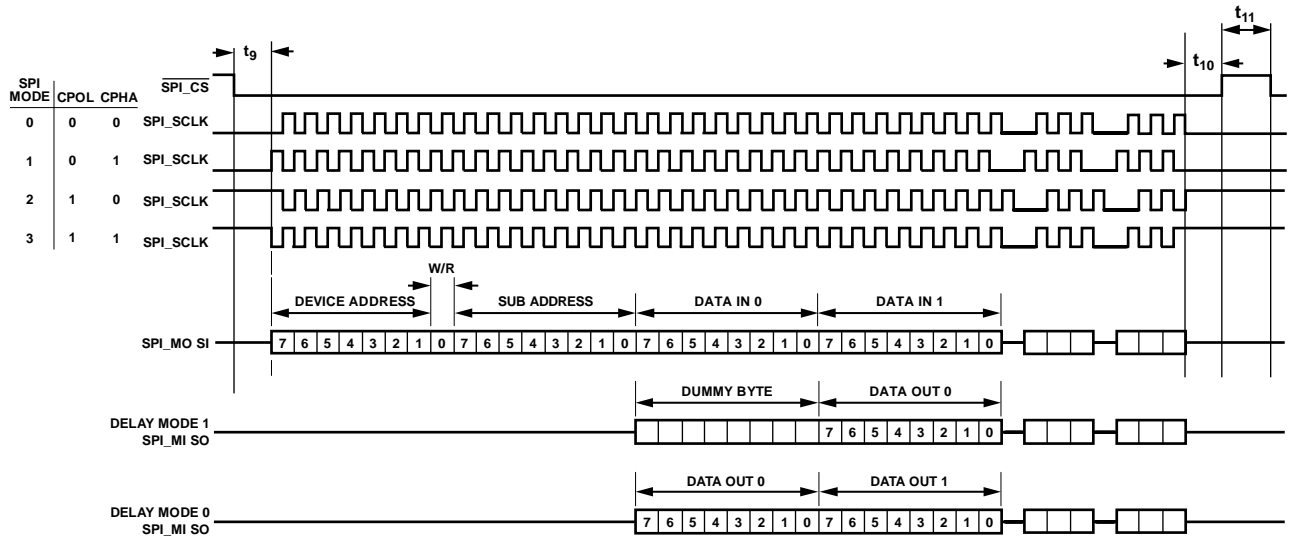 t9
t10
t11
SPI_CS
SPI MODE CPOL CPHA
0 0 0 SPI_SCLK
1 0 1 SPI_SCLK
2 1 0 SPI_SCLK
3 1 1 SPI_SCLK
W/R
DEVICE ADDRESS SUB ADDRESS DATA IN 0 DATA IN 1
SPI_MO SI 7 6 5 4 3 2 1 0 7 6 5 4 3 2 1 0 7 6 5 4 3 2 1 0 7 6 5 4 3 2 1 0
DUMMY BYTE DATA OUT 0
DELAY MODE 1
SPI_MI SO
7 6 5 4 3 2 1 0
DATA OUT 0 DATA OUT 1
DELAY MODE 0
SPI_MI SO
7 6 5 4 3 2 1 0 7 6 5 4 3 2 1 0